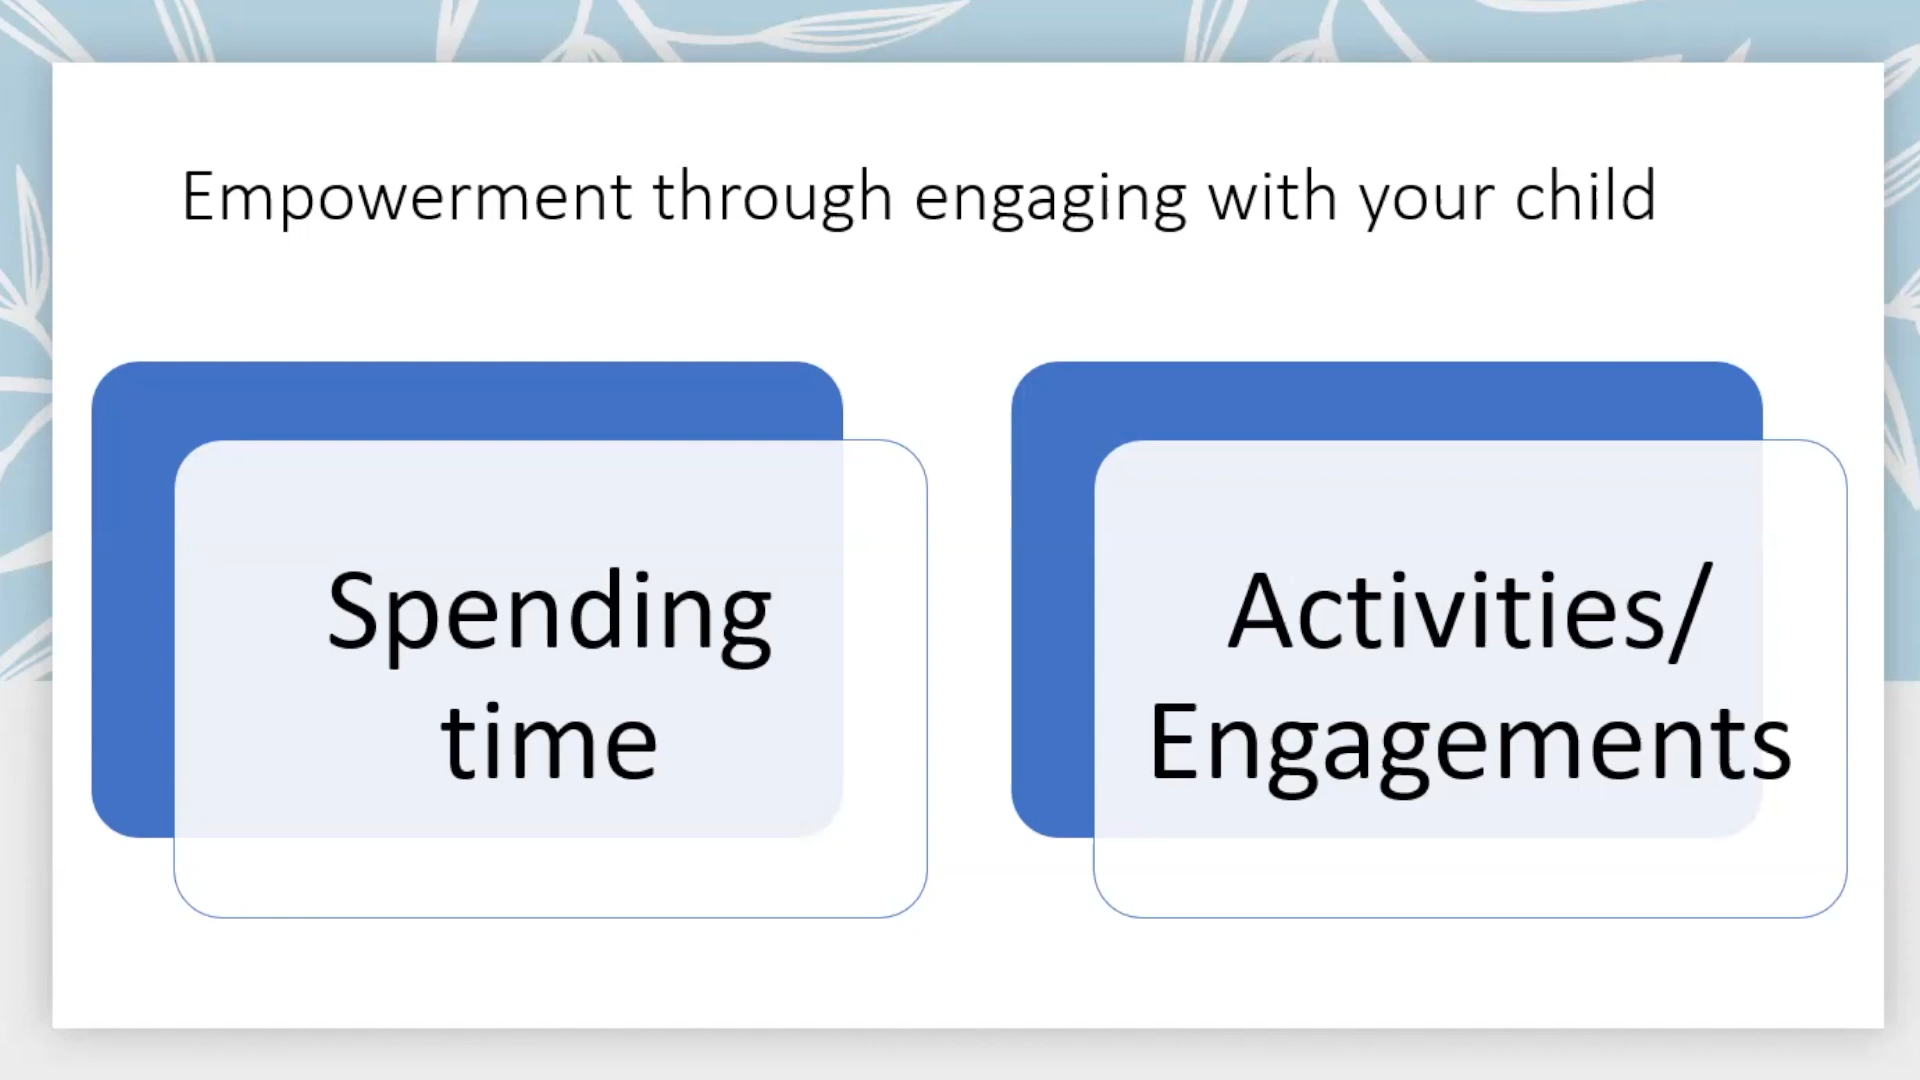 Empowerment through engaging with your child
Spending
time
Activities/
Engagements